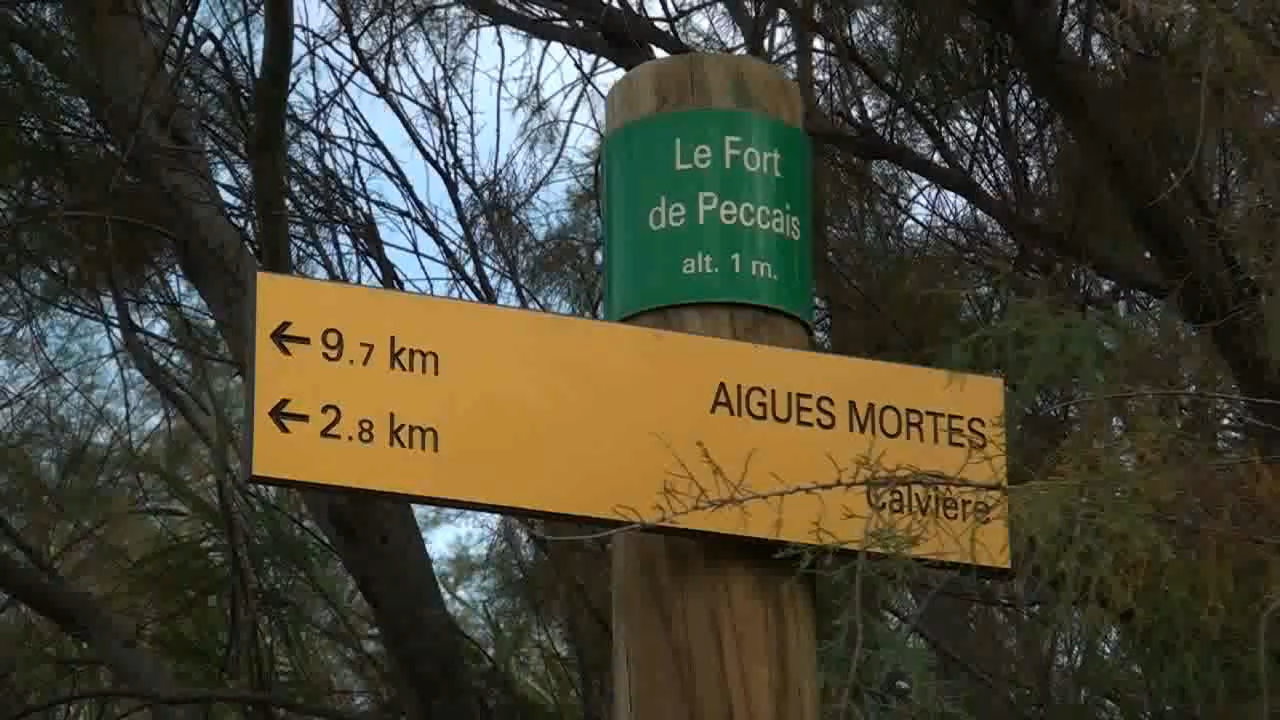 Le Fort
de Peccais
alt. 1 m.
← 9.7 km AIGUES MORTES
← 2.8 km Calvière